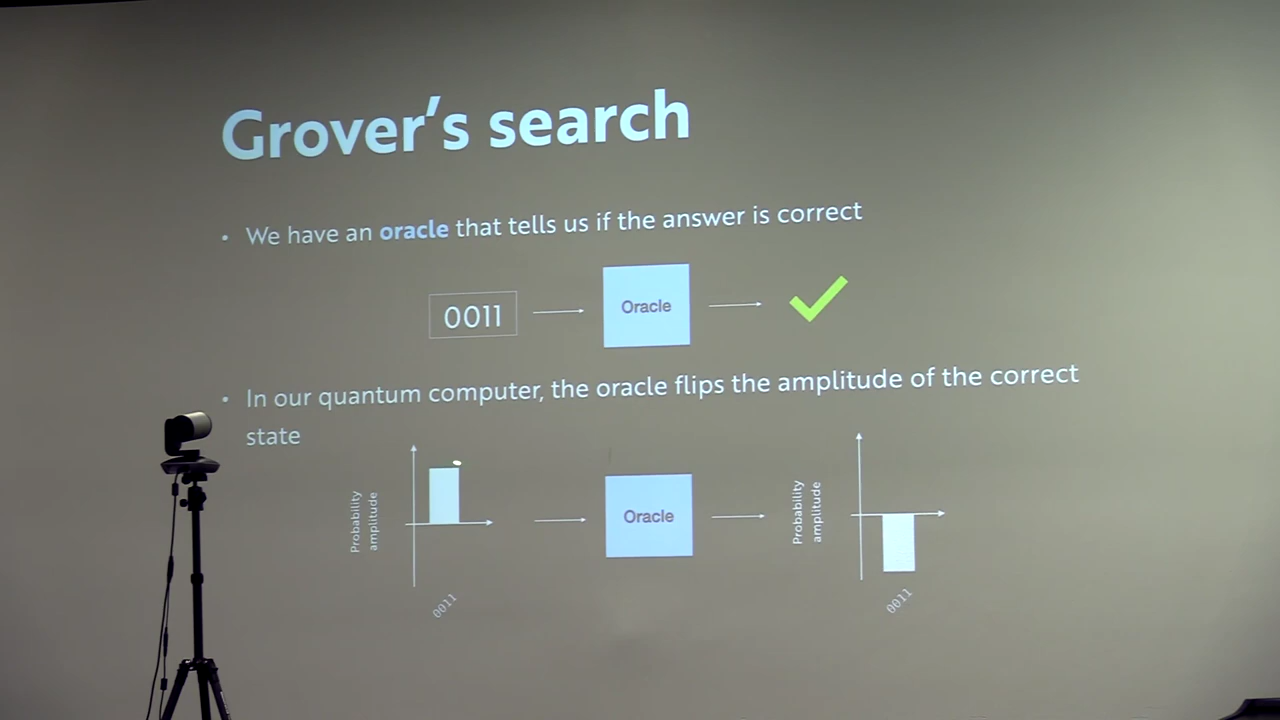 Grover's search
• We have an oracle that tells us if the answer is correct
0011
Oracle
• In our quantum computer, the oracle flips the amplitude of the correct
state
Probability
amplitude
0011
Oracle
Probability
amplitude
0011